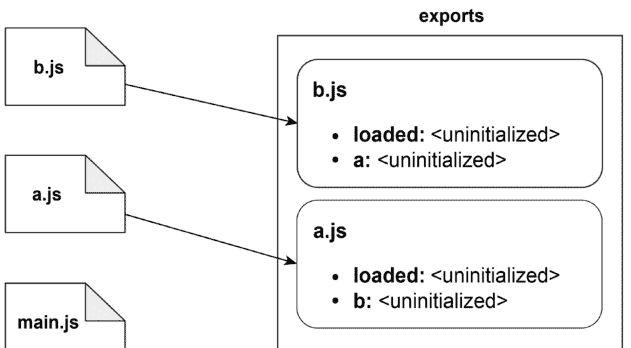 exports
b.js
b.js
• loaded: <uninitialized>
• a: <uninitialized>
a.js
a.js
• loaded: <uninitialized>
• b: <uninitialized>
main.js